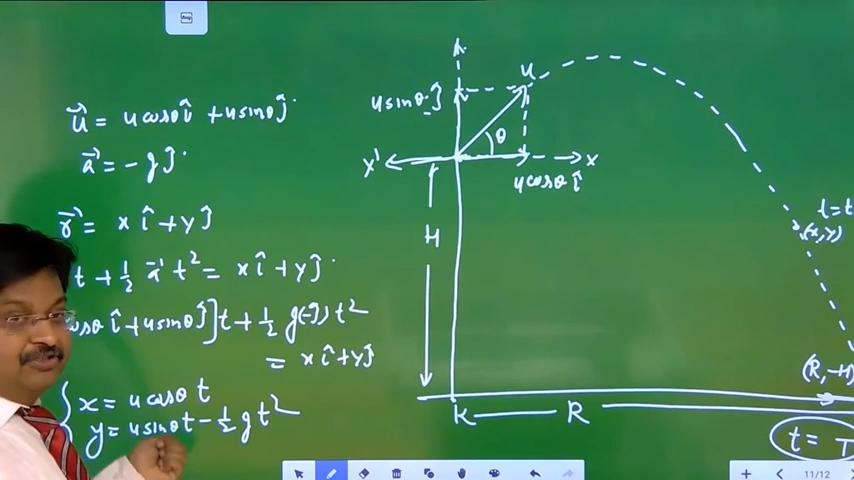 u⃗ = u cosθ î + u sinθ ĵ
a⃗ = - g ĵ
r⃗ = x î + y ĵ
t + 1/2 a⃗ t² = x î + y ĵ
cosθ î + u sinθ ĵ] t + 1/2 g(-ĵ) t²
= x î + y ĵ
{ x = u cosθ t
y = u sinθ t - 1/2 g t²
u
u sinθ ĵ
θ
x'
x
u cosθ î
H
t = t
(x, y)
(R, -H)
R
t = T
11/12